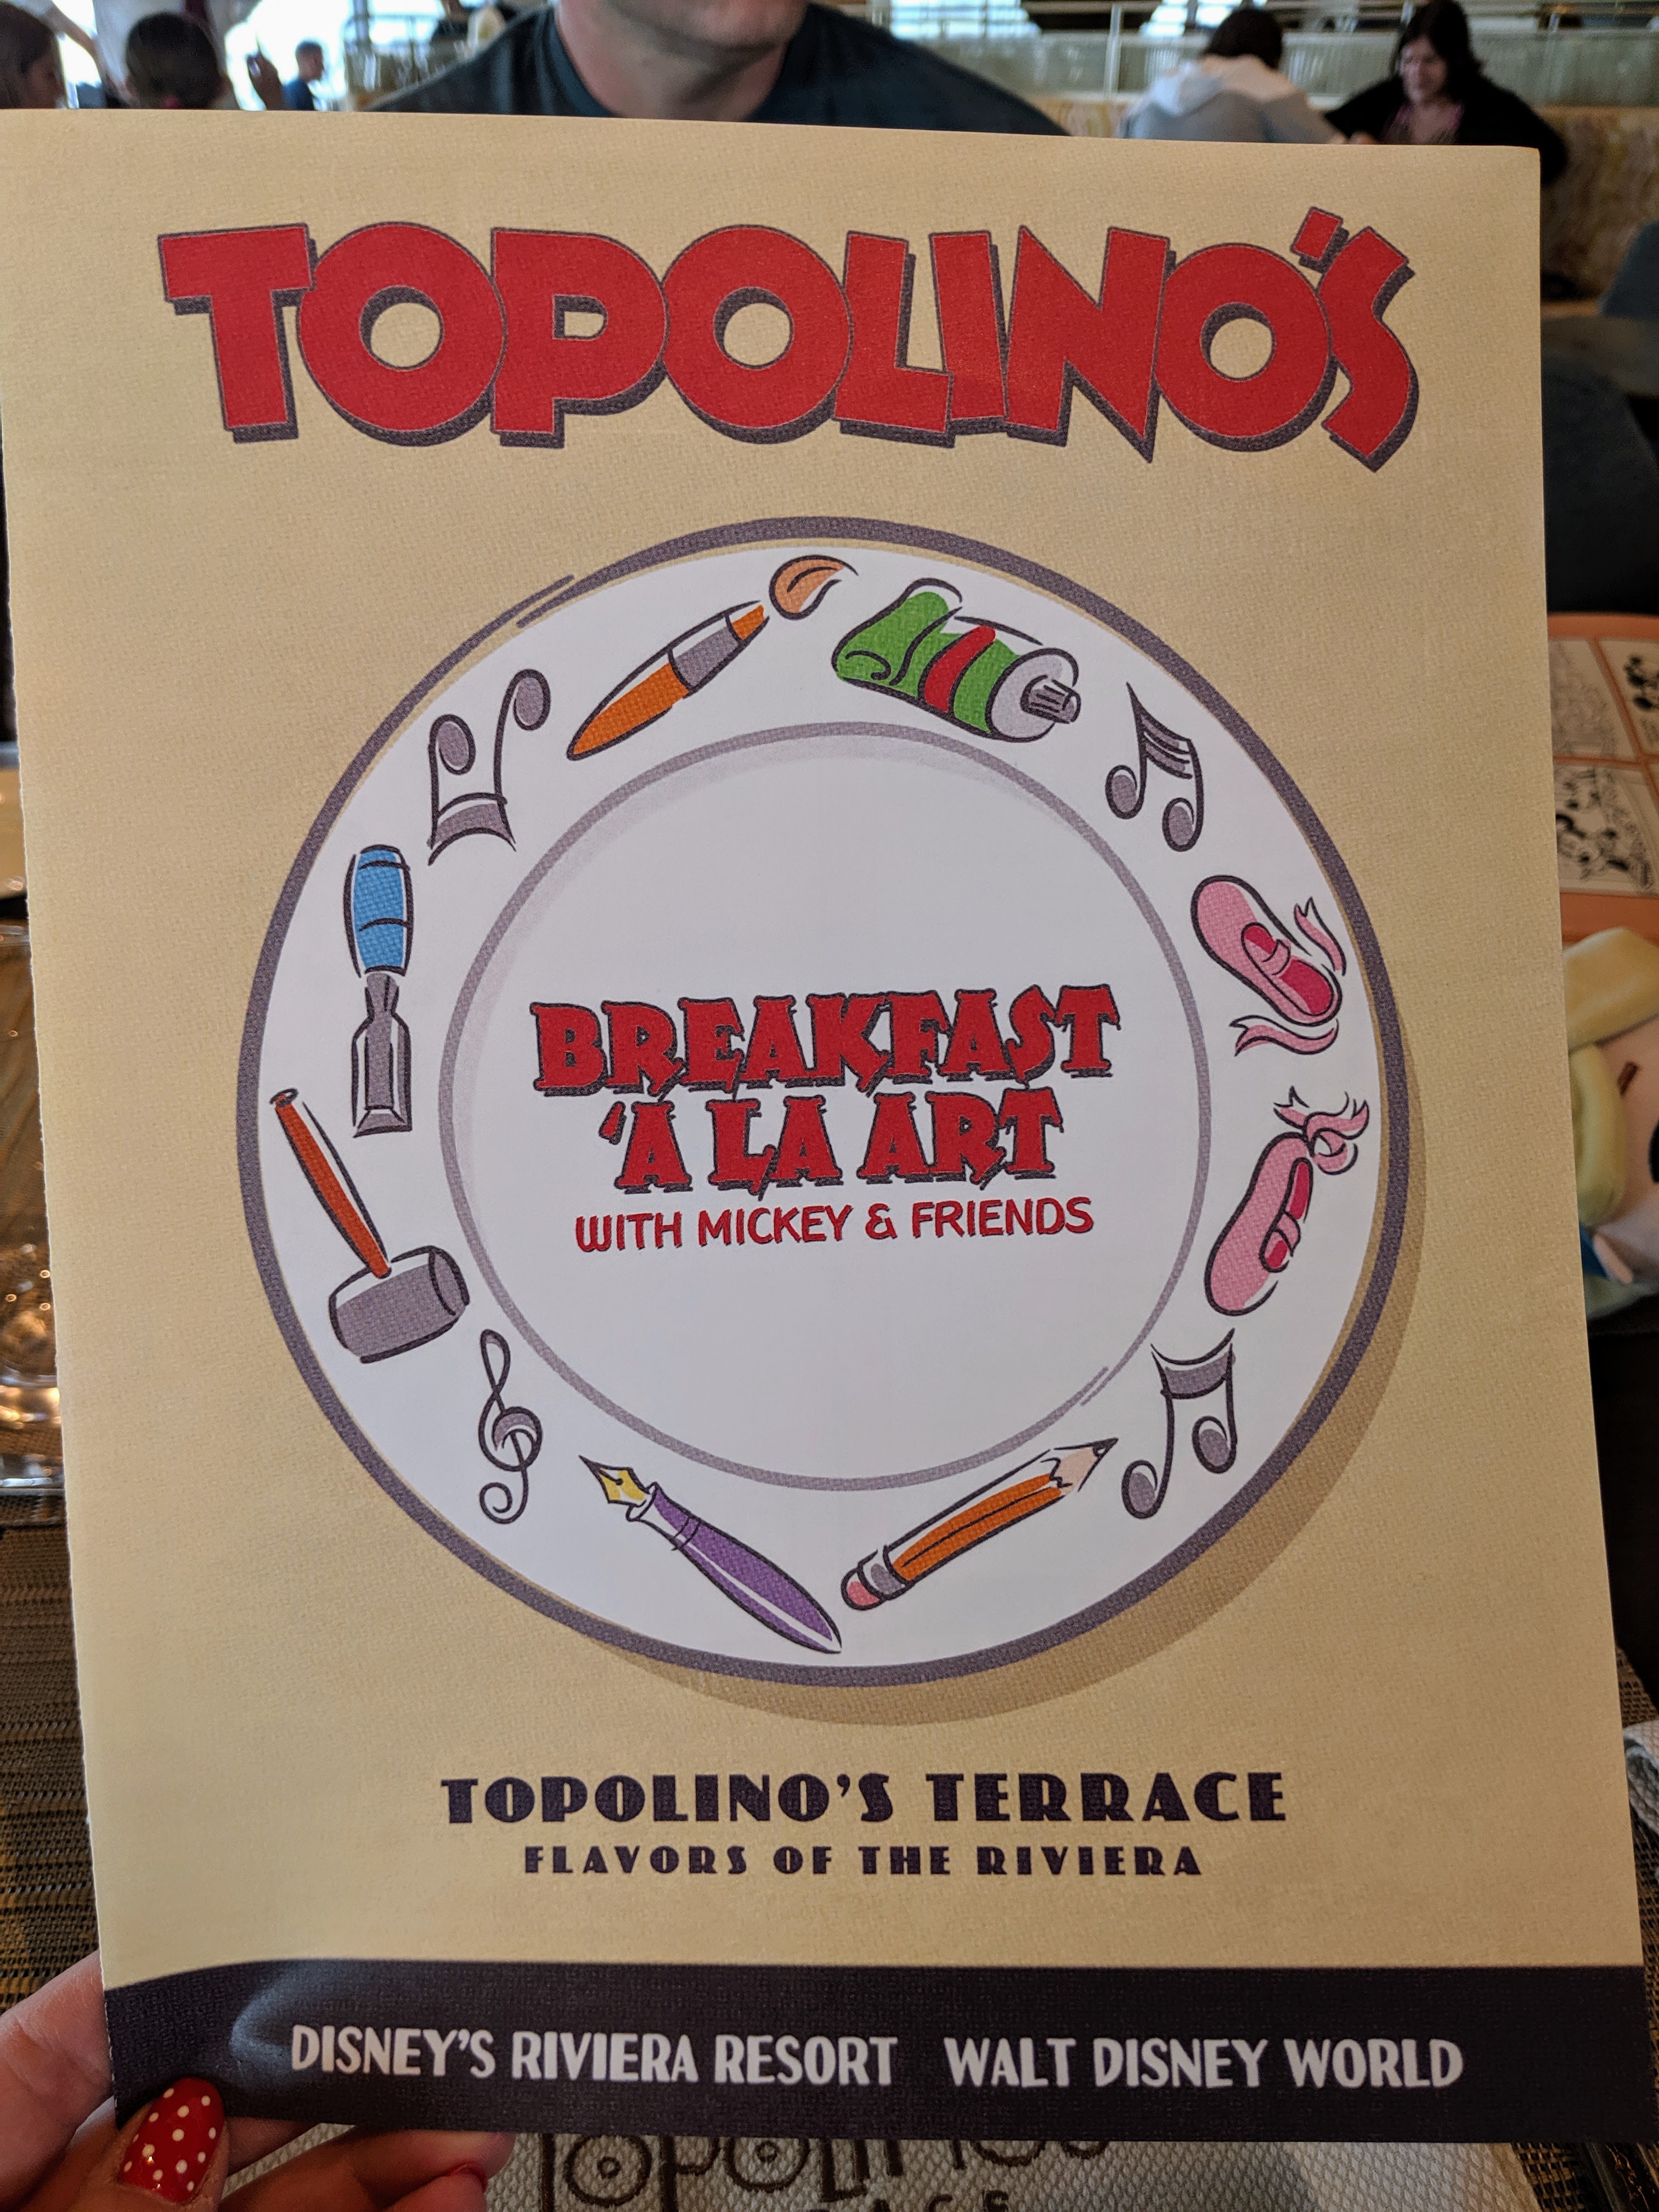 TOPOLINO'S
BREAKFAST
'A LA ART
WITH MICKEY & FRIENDS
TOPOLINO'S TERRACE
FLAVORS OF THE RIVIERA
DISNEY'S RIVIERA RESORT WALT DISNEY WORLD